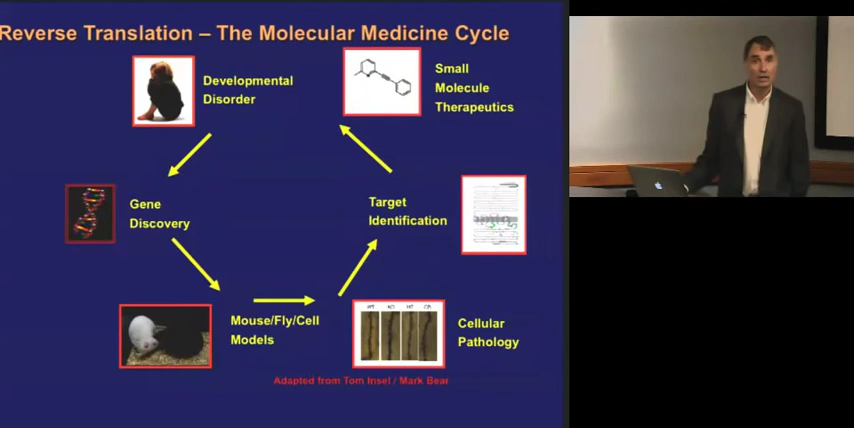 Reverse Translation – The Molecular Medicine Cycle
Developmental
Disorder
Small
Molecule
Therapeutics
Gene
Discovery
Target
Identification
Mouse/Fly/Cell
Models
Cellular
Pathology
Adapted from Tom Insel / Mark Bear